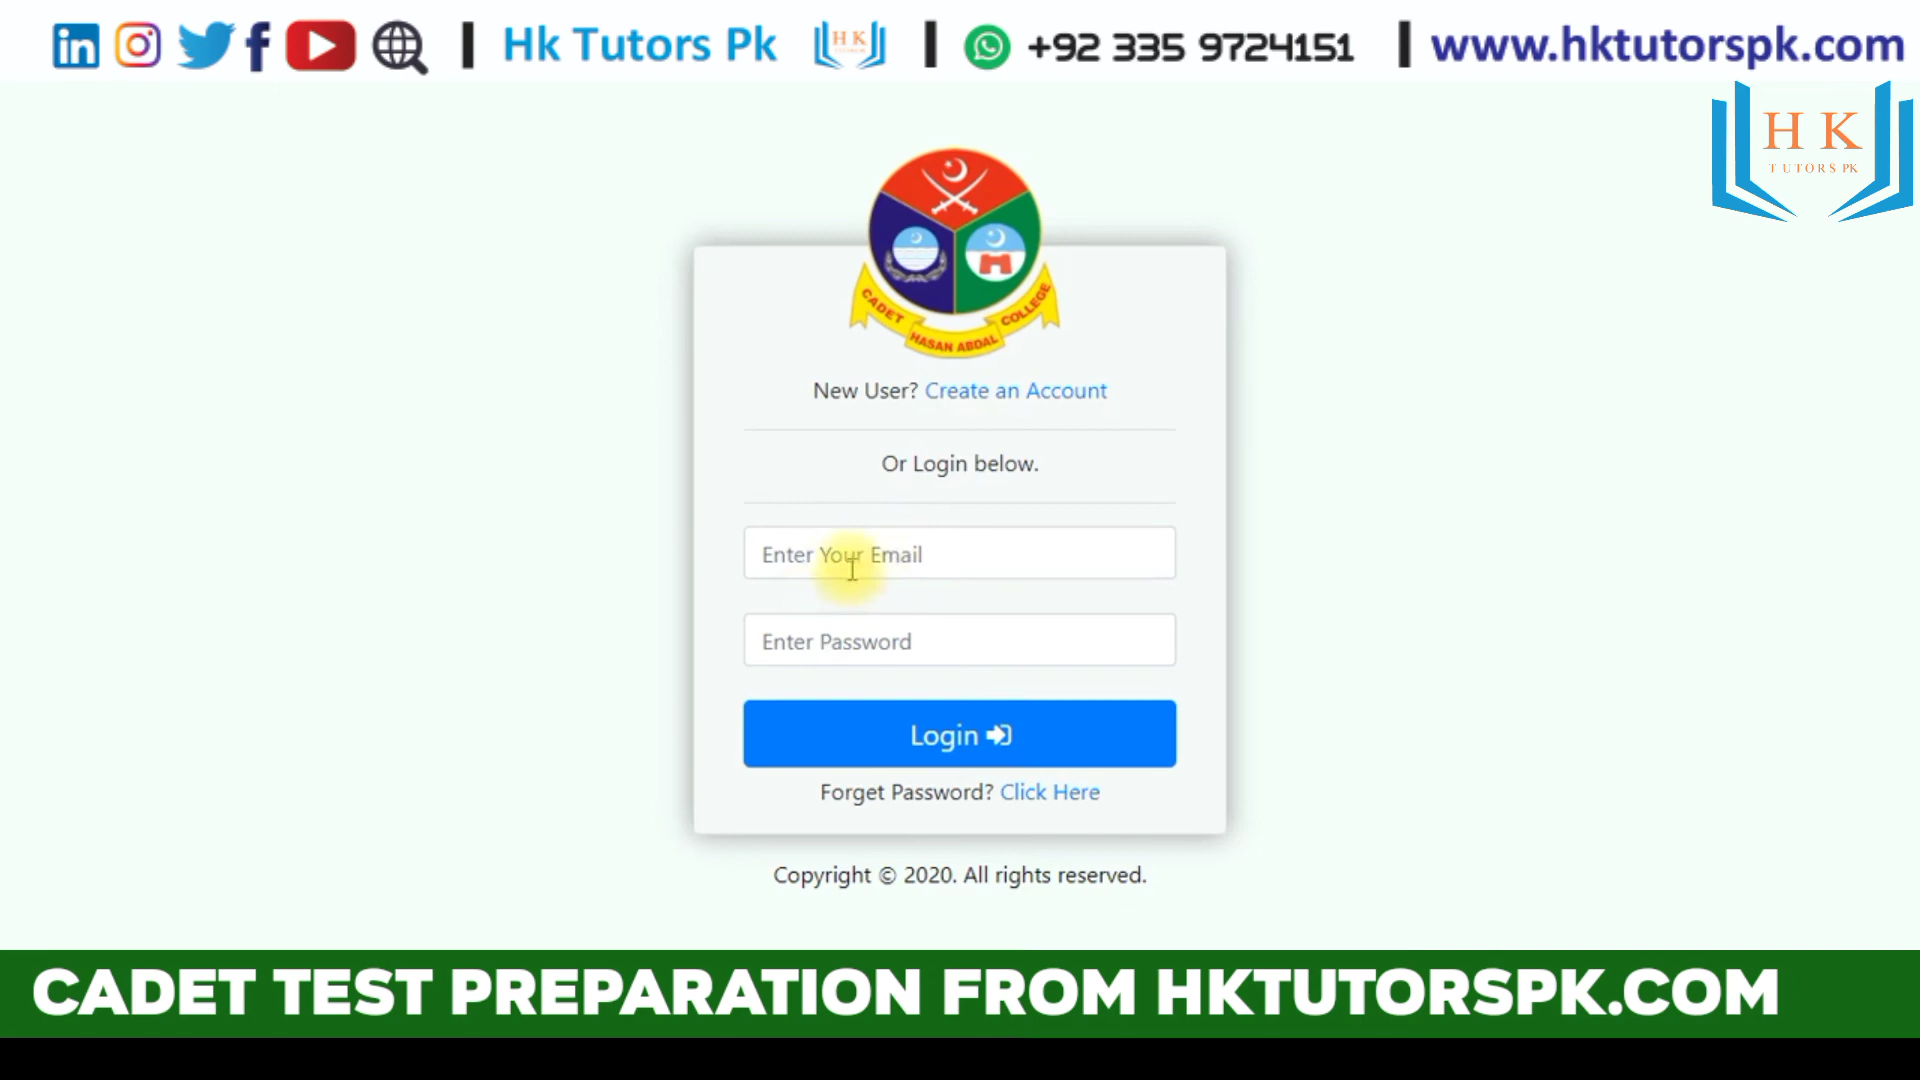 Hk Tutors Pk
H K
+92 335 9724151
www.hktutorspk.com
H K
TUTORS PK
CADET COLLEGE
HASAN ABDAL
New User? Create an Account
Or Login below.
Enter Your Email
Enter Password
Login
Forget Password? Click Here
Copyright © 2020. All rights reserved.
CADET TEST PREPARATION FROM HKTUTORSPK.COM